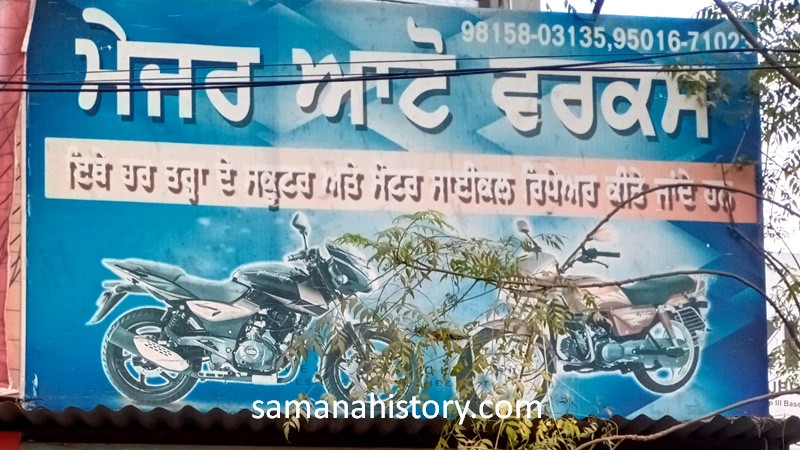 98158-03135,95016-7102
ਮੇਜਰ ਆਟੋ ਵਰਕਸ
ਇੱਥੇ ਹਰ ਤਰ੍ਹਾ ਦੇ ਸਕੂਟਰ ਅਤੇ ਮੋਟਰ ਸਾਈਕਲ ਰਿਪੇਅਰ ਕੀਤੇ ਜਾਂਦੇ ਹਨ
samanahistory.com